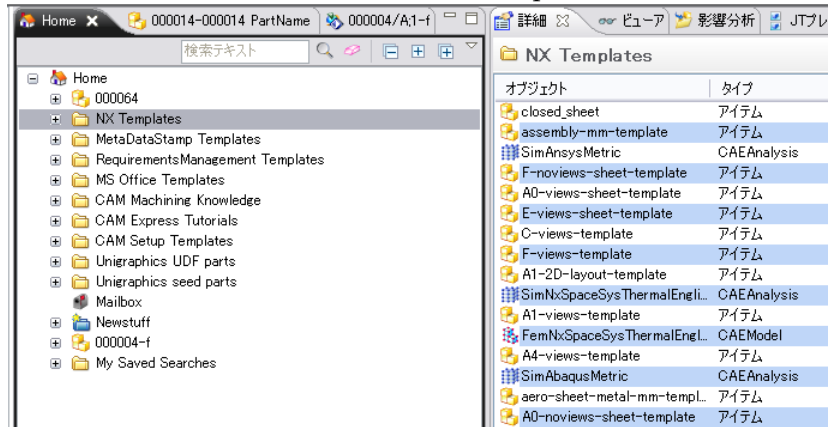 Home
000014-000014 PartName
000004/A;1-f
検索テキスト
Home
000064
NX Templates
MetaDataStamp Templates
RequirementsManagement Templates
MS Office Templates
CAM Machining Knowledge
CAM Express Tutorials
CAM Setup Templates
Unigraphics UDF parts
Unigraphics seed parts
Mailbox
Newstuff
000004-f
My Saved Searches
詳細 ビューア 影響分析 JTプレ
NX Templates
オブジェクト タイプ
closed_sheet アイテム
assembly-mm-template アイテム
SimAnsysMetric CAEAnalysis
F-noviews-sheet-template アイテム
A0-views-sheet-template アイテム
E-views-sheet-template アイテム
C-views-template アイテム
F-views-template アイテム
A1-2D-layout-template アイテム
SimNxSpaceSysThermalEngli... CAEAnalysis
A1-views-template アイテム
FemNxSpaceSysThermalEngl... CAEModel
A4-views-template アイテム
SimAbaqusMetric CAEAnalysis
aero-sheet-metal-mm-templ... アイテム
A0-noviews-sheet-template アイテム